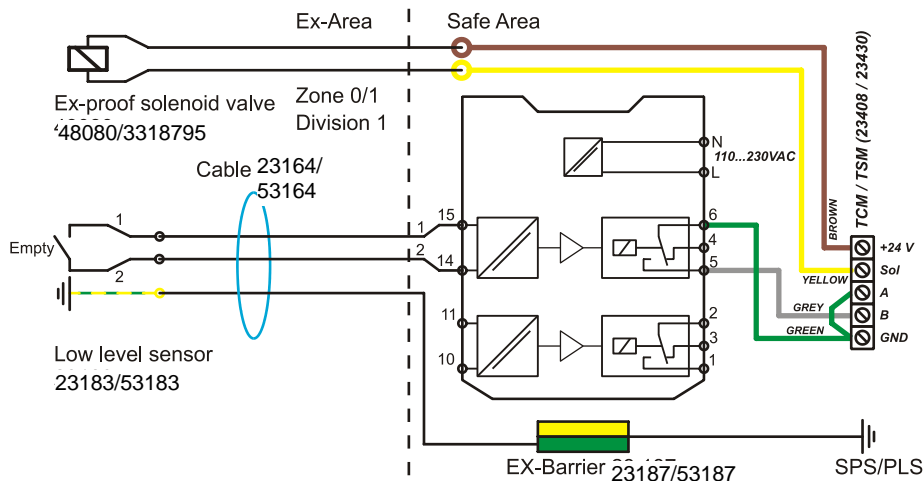 Ex-Area
Safe Area
Ex-proof solenoid valve
'48080/3318795
Zone 0/1
Division 1
Cable 23164/
53164
N
110...230VAC
L
BROWN
TCM / TSM (23408 / 23430)
+24 V
Sol
YELLOW
A
GREY
B
GREEN
GND
Empty
1
2
1
2
15
14
11
10
6
4
5
2
3
1
Low level sensor
23183/53183
EX-Barrier
23187/53187
SPS/PLS